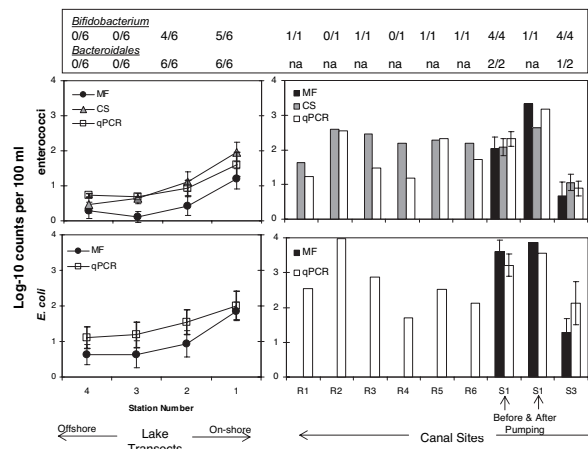 Bifidobacterium
0/6 0/6 4/6 5/6 1/1 0/1 1/1 0/1 1/1 1/1 4/4 1/1 4/4
Bacteroidales
0/6 0/6 6/6 6/6 na na na na na na 2/2 na 1/2
Log-10 counts per 100 ml
enterococci
4
3
2
1
0
MF
CS
qPCR
4
3
2
1
0
MF
CS
qPCR
E. coli
4
3
2
1
0
MF
qPCR
4
3
2
1
0
MF
qPCR
4 3 2 1
Station Number
R1 R2 R3 R4 R5 R6 S1 S1 S3
Before & After
Pumping
Offshore Lake On-shore
Transects
Canal Sites